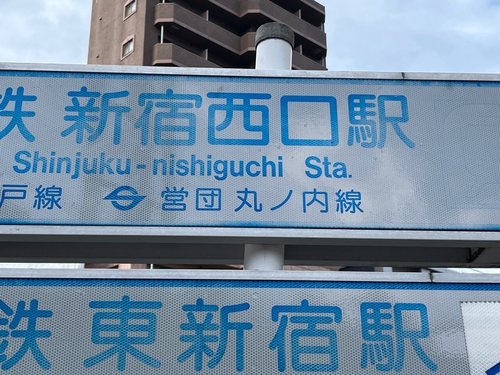 鉄 新宿西口駅
Shinjuku-nishiguchi Sta.
戸線 営団 丸ノ内線
鉄 東新宿駅